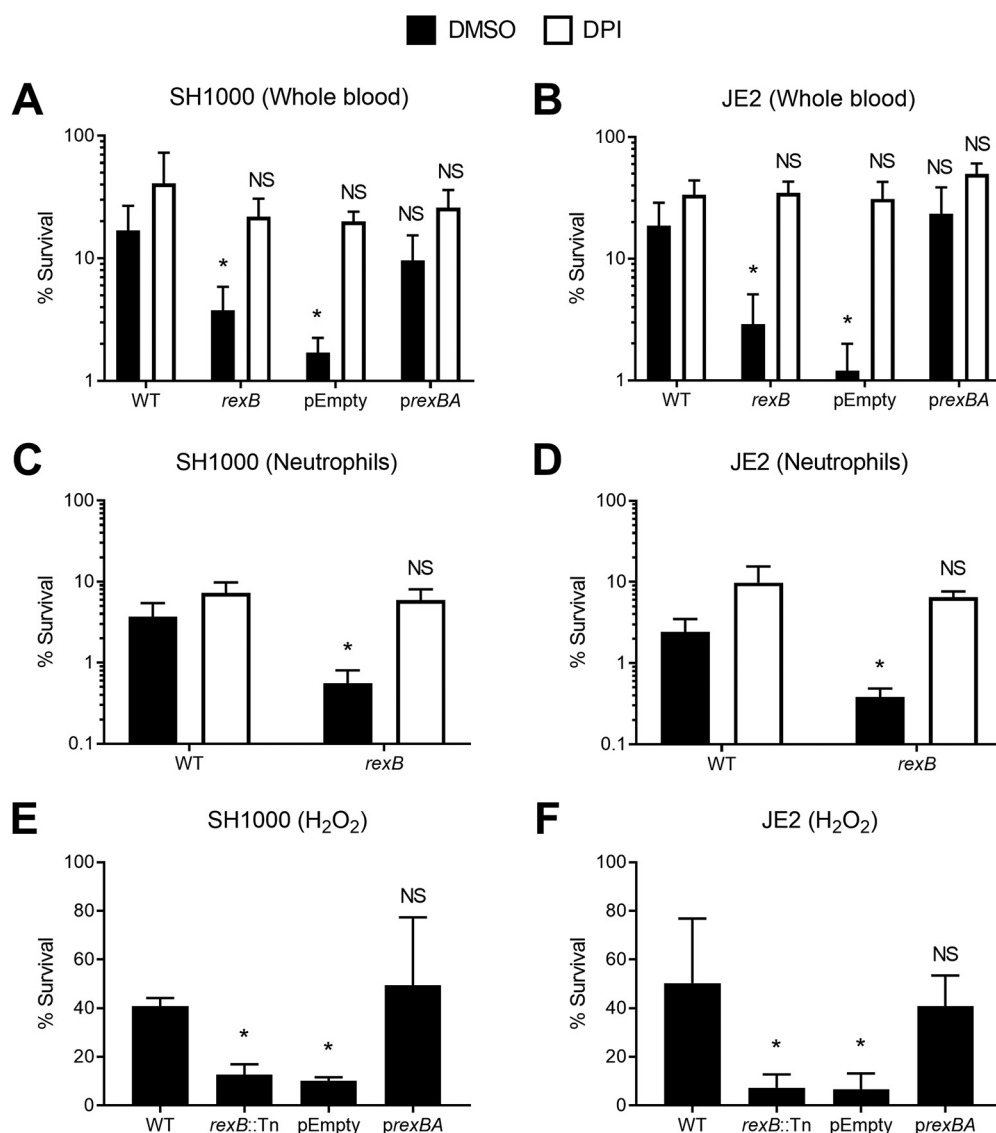 DMSO DPI
A SH1000 (Whole blood)
% Survival
100
10
1
* * NS NS NS NS
WT rexB pEmpty prexBA
B JE2 (Whole blood)
% Survival
100
10
1
* * NS NS NS NS
WT rexB pEmpty prexBA
C SH1000 (Neutrophils)
% Survival
100
10
1
0.1
* NS
WT rexB
D JE2 (Neutrophils)
% Survival
100
10
1
0.1
* NS
WT rexB
E SH1000 (H₂O₂)
% Survival
100
80
60
40
20
0
* * NS
WT rexB::Tn pEmpty prexBA
F JE2 (H₂O₂)
% Survival
100
80
60
40
20
0
* * NS
WT rexB::Tn pEmpty prexBA